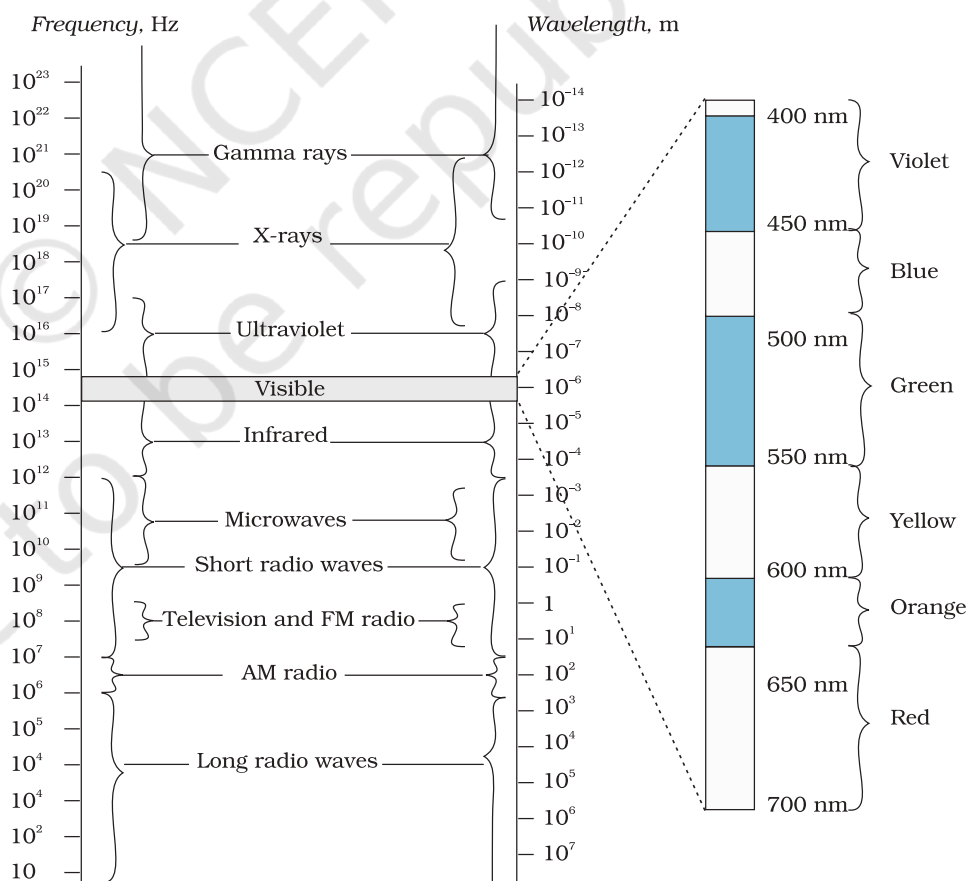 Frequency, Hz
10²³
10²²
10²¹
10²⁰
10¹⁹
10¹⁸
10¹⁷
10¹⁶
10¹⁵
10¹⁴
10¹³
10¹²
10¹¹
10¹⁰
10⁹
10⁸
10⁷
10⁶
10⁵
10⁴
10⁴
10²
10
Gamma rays
X-rays
Ultraviolet
Visible
Infrared
Microwaves
Short radio waves
Television and FM radio
AM radio
Long radio waves
Wavelength, m
10⁻¹⁴
10⁻¹³
10⁻¹²
10⁻¹¹
10⁻¹⁰
10⁻⁹
10⁻⁸
10⁻⁷
10⁻⁶
10⁻⁵
10⁻⁴
10⁻³
10⁻²
10⁻¹
1
10¹
10²
10³
10⁴
10⁵
10⁶
10⁷
400 nm
450 nm
500 nm
550 nm
600 nm
650 nm
700 nm
Violet
Blue
Green
Yellow
Orange
Red
© NCE
to be repub